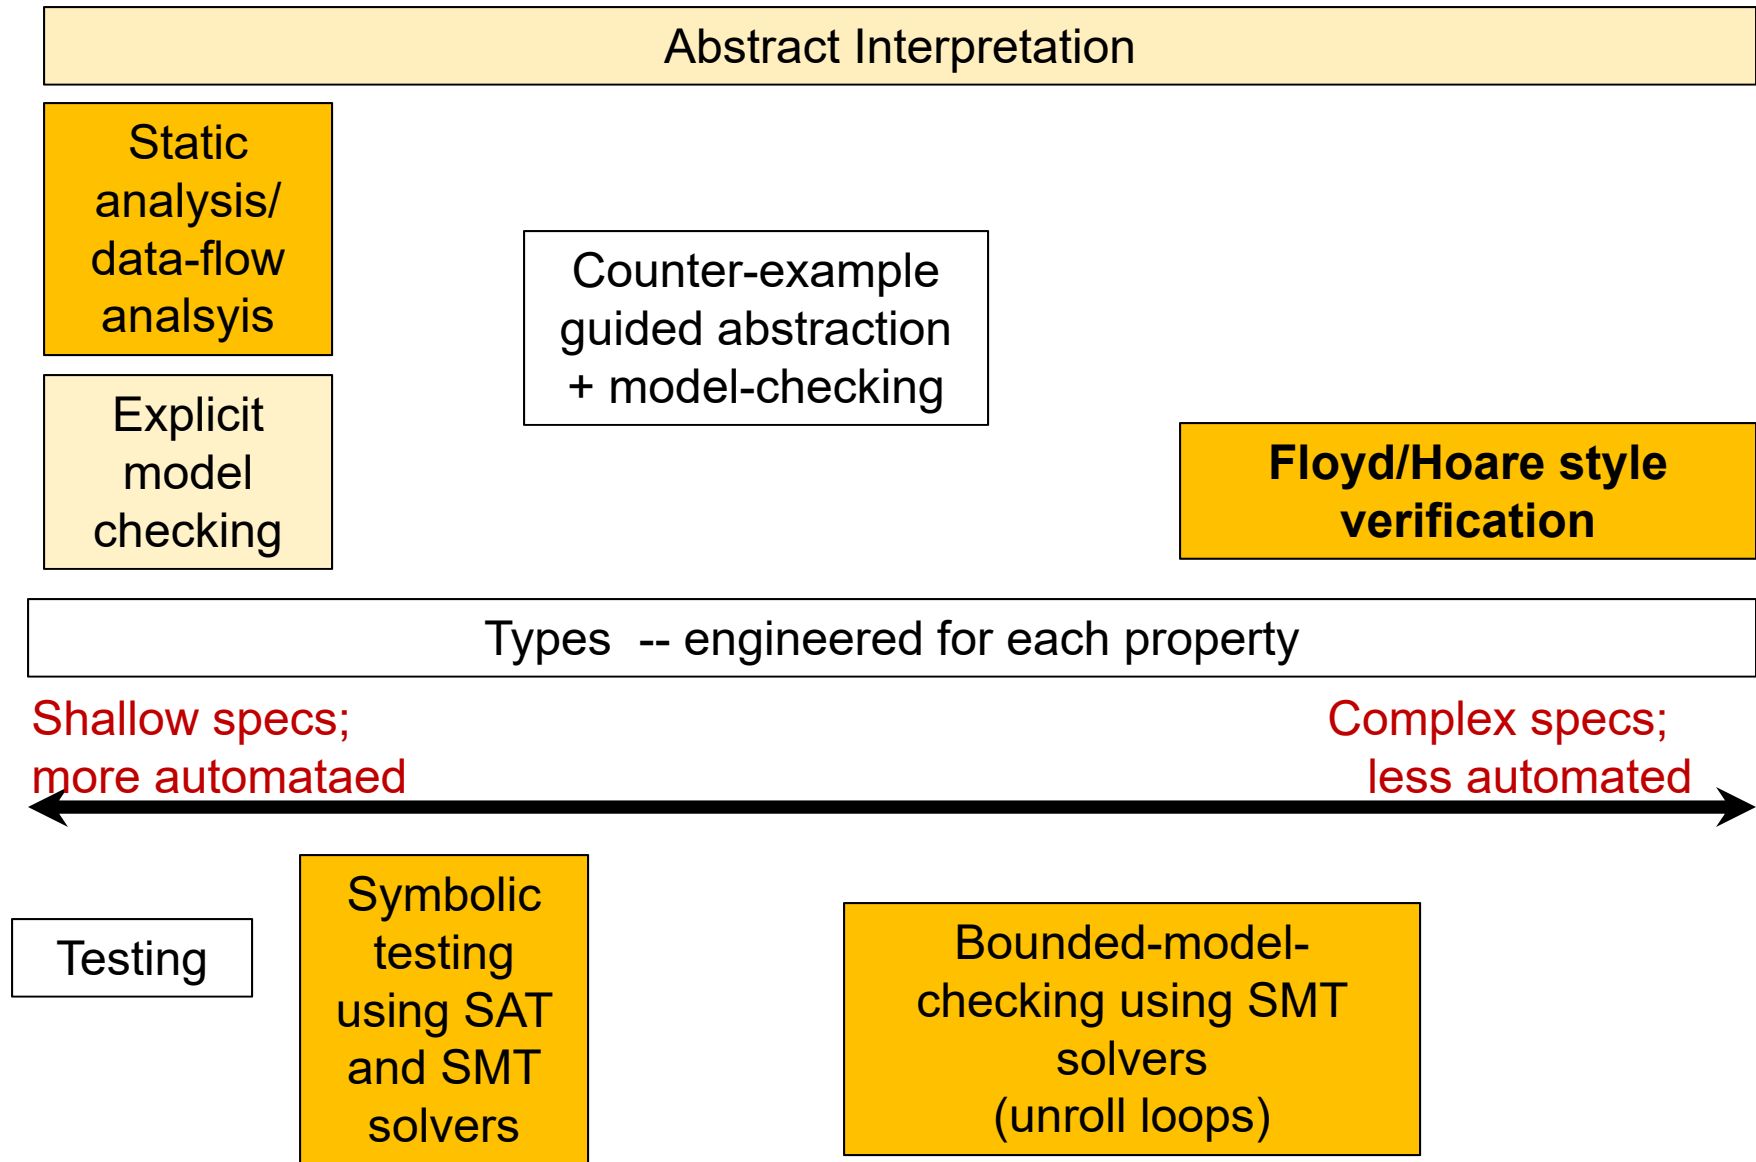 Abstract Interpretation
Static
analysis/
data-flow
analsyis
Counter-example
guided abstraction
+ model-checking
Explicit
model
checking
Floyd/Hoare style
verification
Types -- engineered for each property
Shallow specs;
more automataed
Complex specs;
less automated
Testing
Symbolic
testing
using SAT
and SMT
solvers
Bounded-model-
checking using SMT
solvers
(unroll loops)